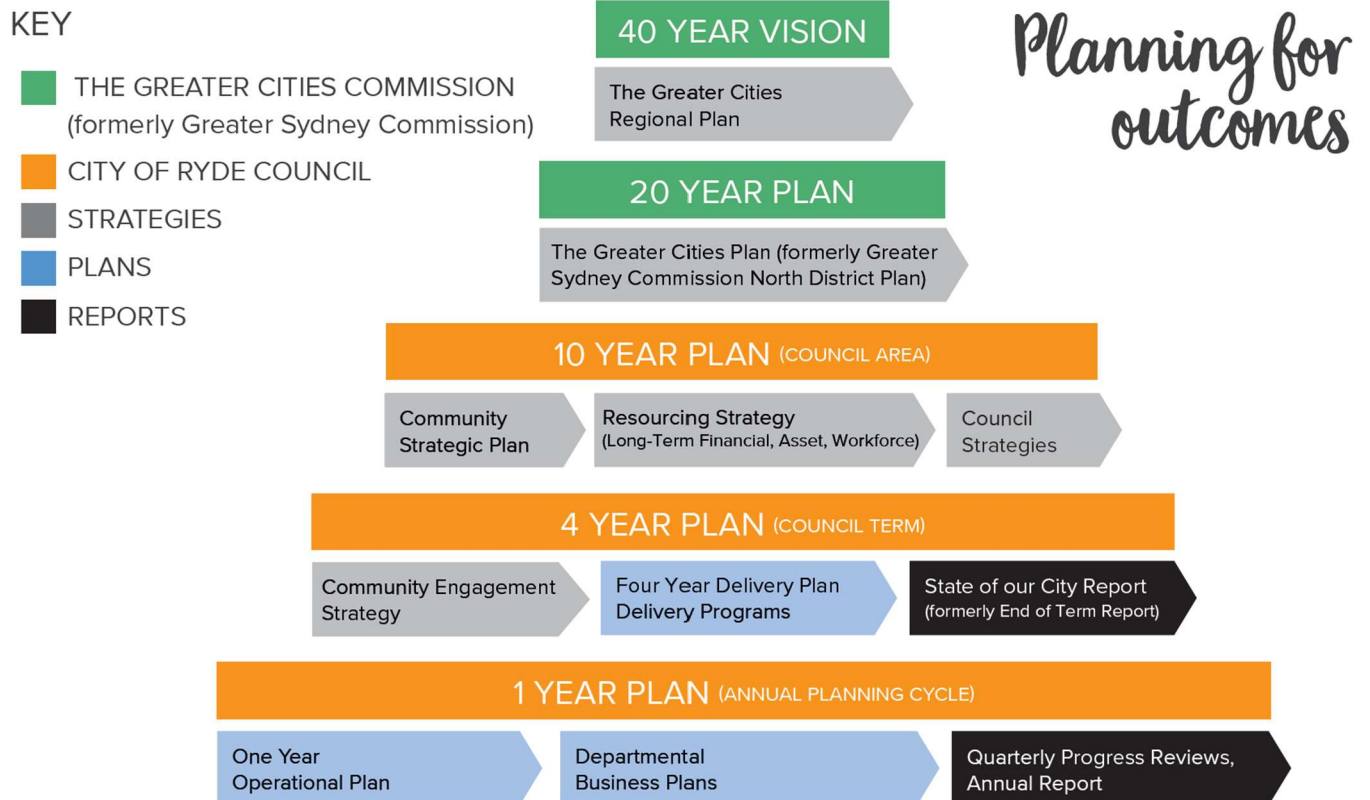 KEY
THE GREATER CITIES COMMISSION
(formerly Greater Sydney Commission)
CITY OF RYDE COUNCIL
STRATEGIES
PLANS
REPORTS
Planning for
outcomes
40 YEAR VISION
The Greater Cities
Regional Plan
20 YEAR PLAN
The Greater Cities Plan (formerly Greater
Sydney Commission North District Plan)
10 YEAR PLAN (COUNCIL AREA)
Community
Strategic Plan
Resourcing Strategy
(Long-Term Financial, Asset, Workforce)
Council
Strategies
4 YEAR PLAN (COUNCIL TERM)
Community Engagement
Strategy
Four Year Delivery Plan
Delivery Programs
State of our City Report
(formerly End of Term Report)
1 YEAR PLAN (ANNUAL PLANNING CYCLE)
One Year
Operational Plan
Departmental
Business Plans
Quarterly Progress Reviews,
Annual Report